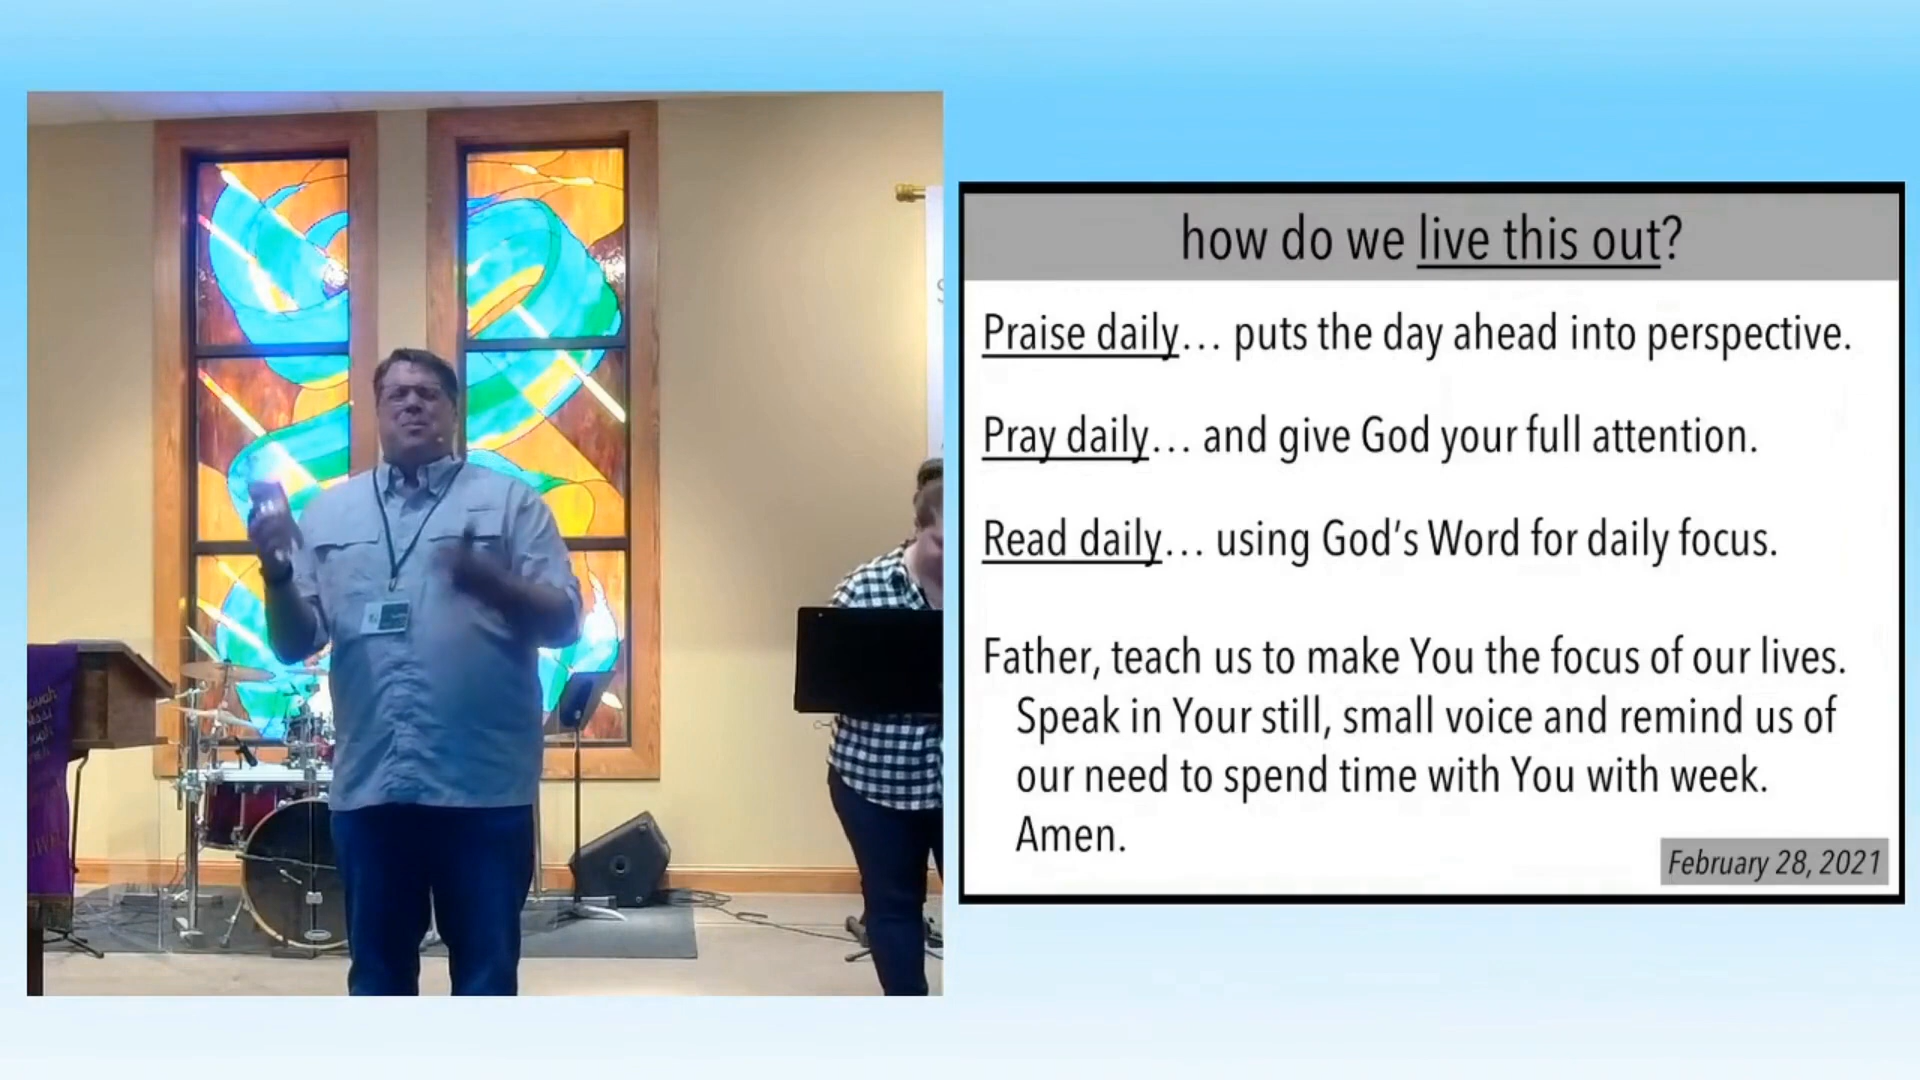 how do we live this out?
Praise daily… puts the day ahead into perspective.
Pray daily… and give God your full attention.
Read daily… using God's Word for daily focus.
Father, teach us to make You the focus of our lives.
Speak in Your still, small voice and remind us of
our need to spend time with You with week.
Amen.
February 28, 2021